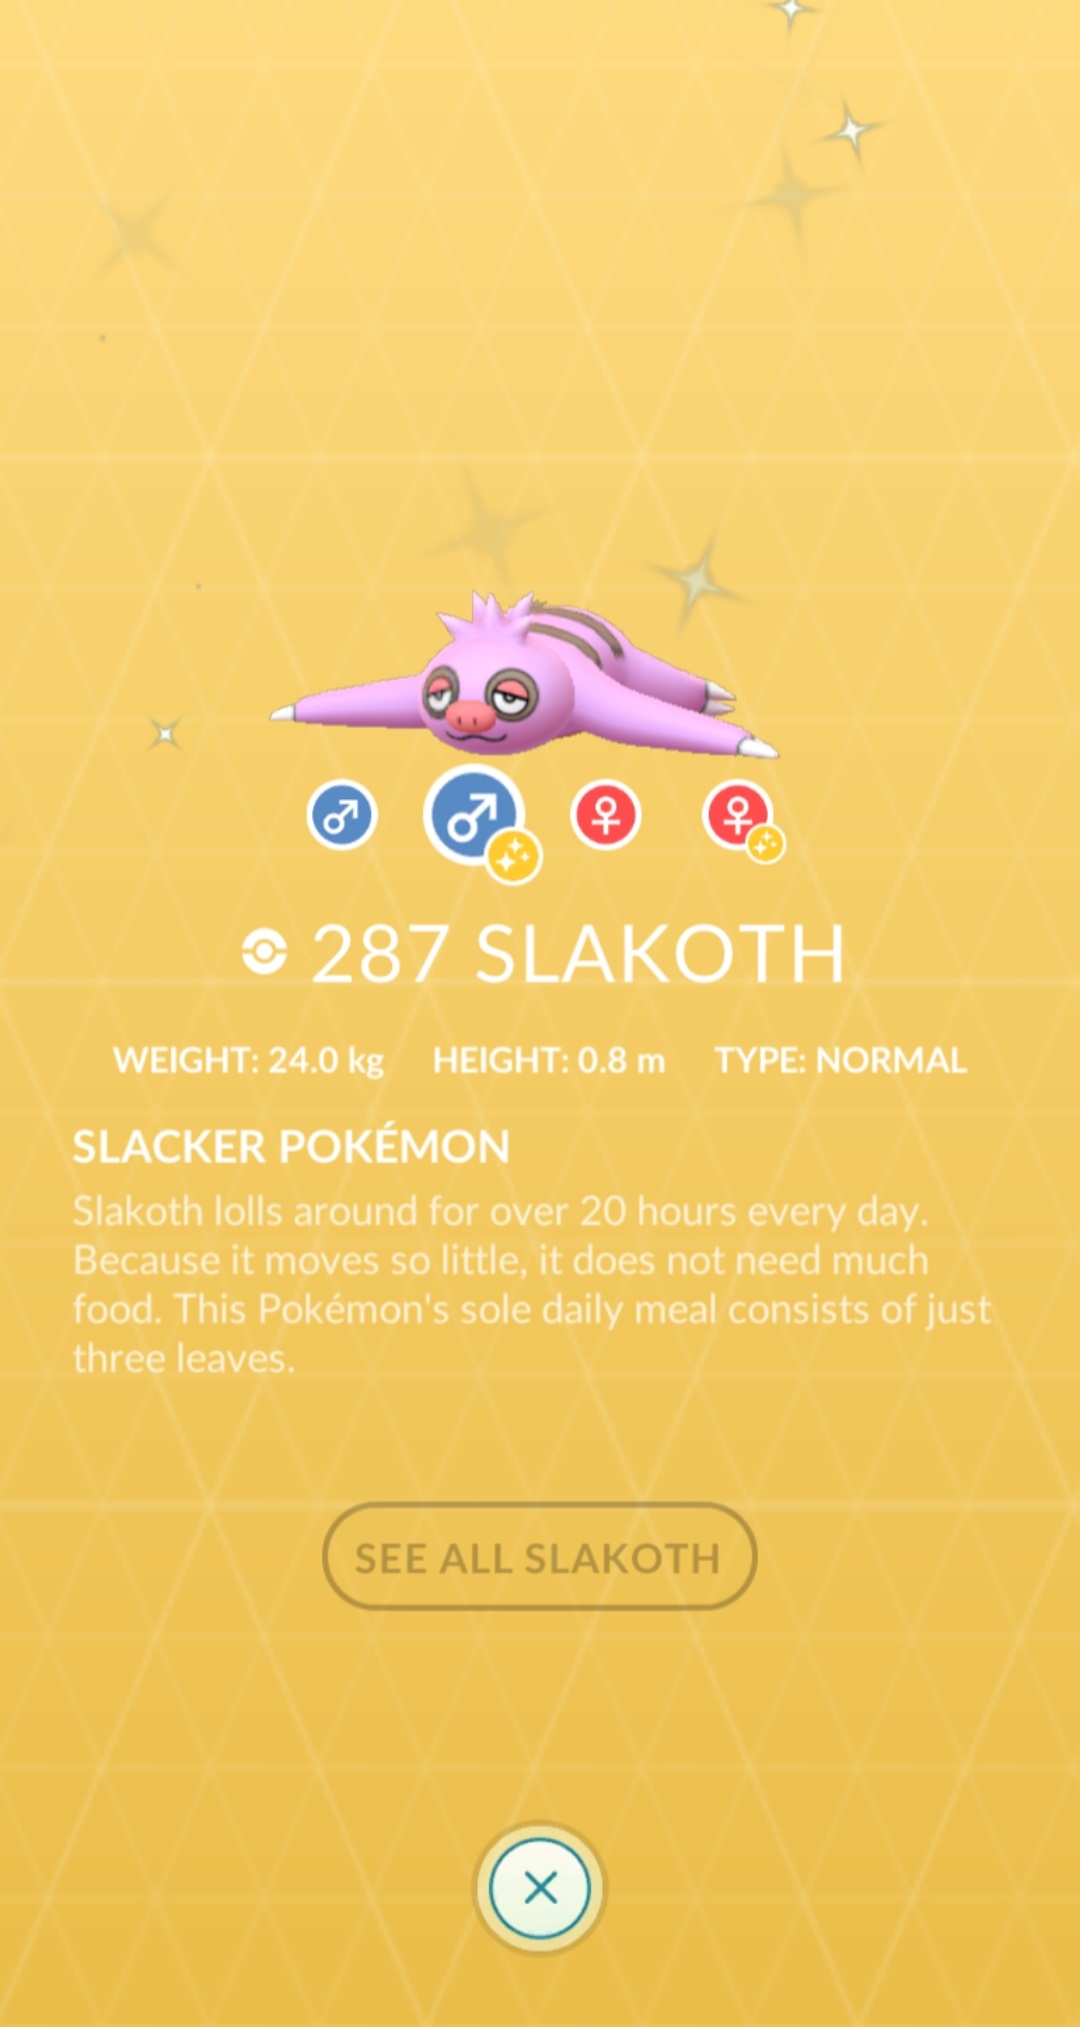 287 SLAKOTH
WEIGHT: 24.0 kg HEIGHT: 0.8 m TYPE: NORMAL
SLACKER POKÉMON
Slakoth lolls around for over 20 hours every day.
Because it moves so little, it does not need much
food. This Pokémon's sole daily meal consists of just
three leaves.
SEE ALL SLAKOTH